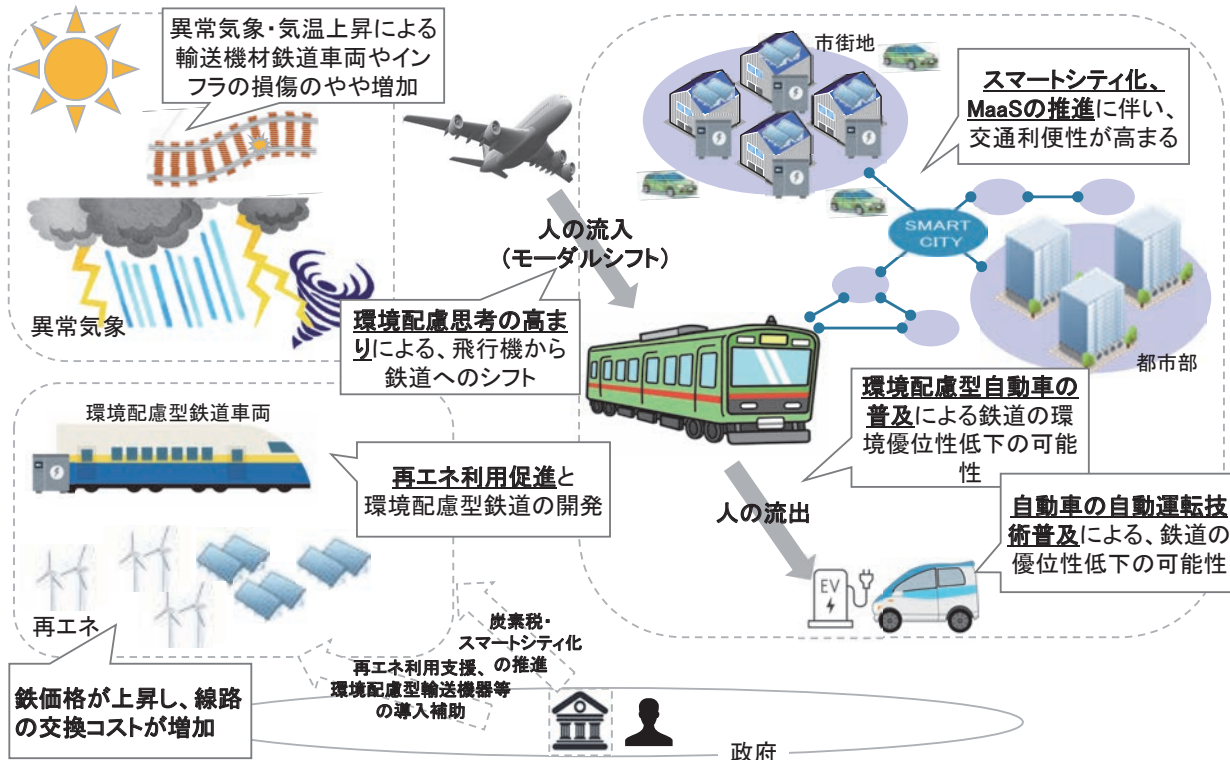 異常気象・気温上昇による
輸送機材鉄道車両やイン
フラの損傷のやや増加
異常気象
市街地
スマートシティ化、
MaaSの推進に伴い、
交通利便性が高まる
SMART
CITY
都市部
人の流入
(モーダルシフト)
環境配慮思考の高ま
りによる、飛行機から
鉄道へのシフト
環境配慮型自動車の
普及による鉄道の環
境優位性低下の可能
性
人の流出
自動車の自動運転技
術普及による、鉄道の
優位性低下の可能性
EV
環境配慮型鉄道車両
再エネ利用促進と
環境配慮型鉄道の開発
再エネ
鉄価格が上昇し、線路
の交換コストが増加
炭素税・
スマートシティ化
の推進
再エネ利用支援、
環境配慮型輸送機器等
の導入補助
政府